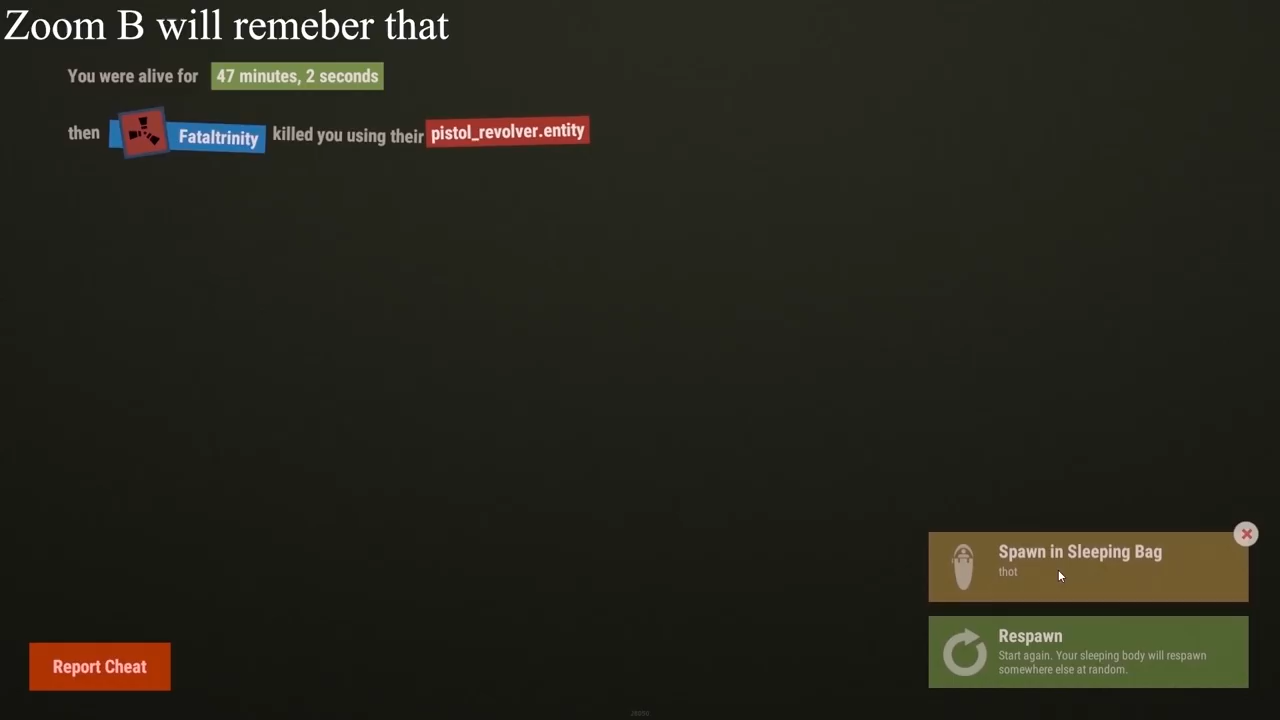 Zoom B will remeber that
You were alive for 47 minutes, 2 seconds
then Fataltrinity killed you using their pistol_revolver.entity
Spawn in Sleeping Bag
thot
Respawn
Start again. Your sleeping body will respawn
somewhere else at random.
Report Cheat